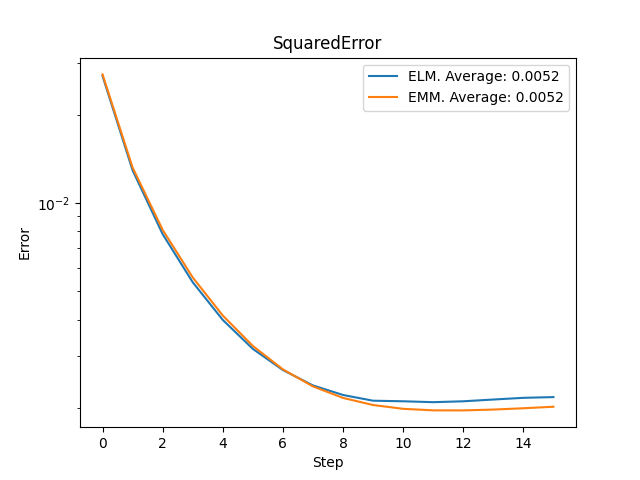 SquaredError
ELM. Average: 0.0052
EMM. Average: 0.0052
10^{-2}
Error
0 2 4 6 8 10 12 14
Step